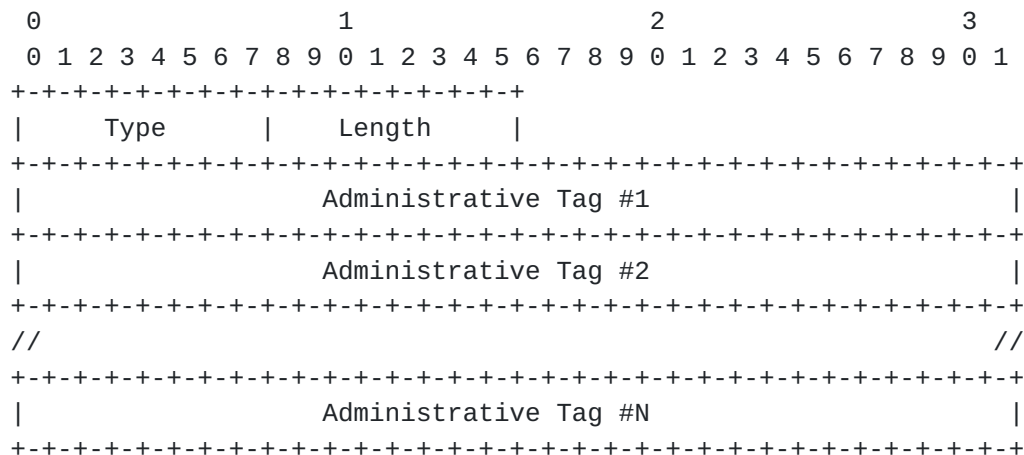 0                   1                   2                   3
 0 1 2 3 4 5 6 7 8 9 0 1 2 3 4 5 6 7 8 9 0 1 2 3 4 5 6 7 8 9 0 1
+-+-+-+-+-+-+-+-+-+-+-+-+-+-+-+-+
|     Type      |    Length     |
+-+-+-+-+-+-+-+-+-+-+-+-+-+-+-+-+-+-+-+-+-+-+-+-+-+-+-+-+-+-+-+-+
|                   Administrative Tag #1                       |
+-+-+-+-+-+-+-+-+-+-+-+-+-+-+-+-+-+-+-+-+-+-+-+-+-+-+-+-+-+-+-+-+
|                   Administrative Tag #2                       |
+-+-+-+-+-+-+-+-+-+-+-+-+-+-+-+-+-+-+-+-+-+-+-+-+-+-+-+-+-+-+-+-+
//                                                             //
+-+-+-+-+-+-+-+-+-+-+-+-+-+-+-+-+-+-+-+-+-+-+-+-+-+-+-+-+-+-+-+-+
|                   Administrative Tag #N                       |
+-+-+-+-+-+-+-+-+-+-+-+-+-+-+-+-+-+-+-+-+-+-+-+-+-+-+-+-+-+-+-+-+